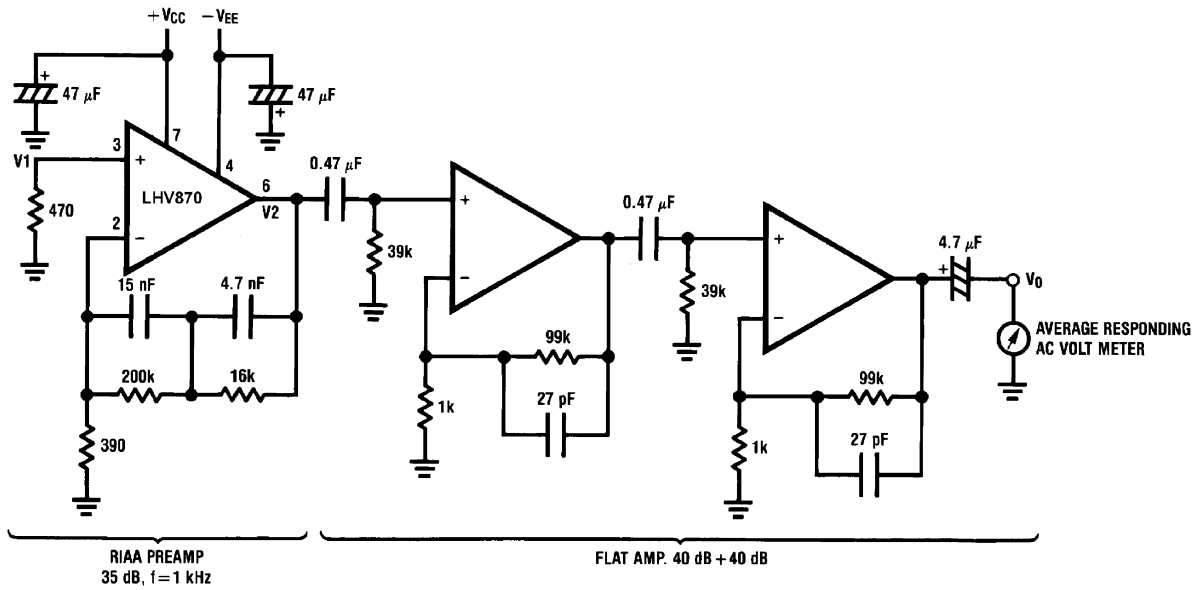 +VCC −VEE
47 μF
47 μF
+
+
7
3
V1
+
4
0.47 μF
LHV870
6
V2
470
2
−
+
39k
−
0.47 μF
+
39k
−
4.7 μF
+
VO
15 nF
4.7 nF
200k
16k
390
99k
1k
27 pF
99k
1k
27 pF
AVERAGE RESPONDING
AC VOLT METER
RIAA PREAMP
35 dB, f=1 kHz
FLAT AMP. 40 dB+40 dB